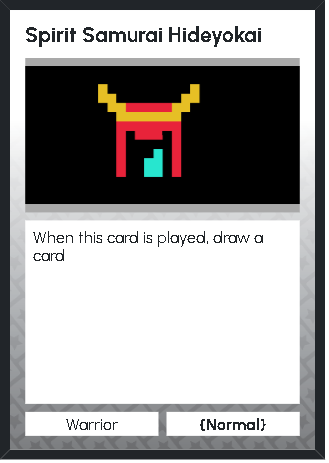 Spirit Samurai Hideyokai
When this card is played, draw a
card
Warrior
{Normal}